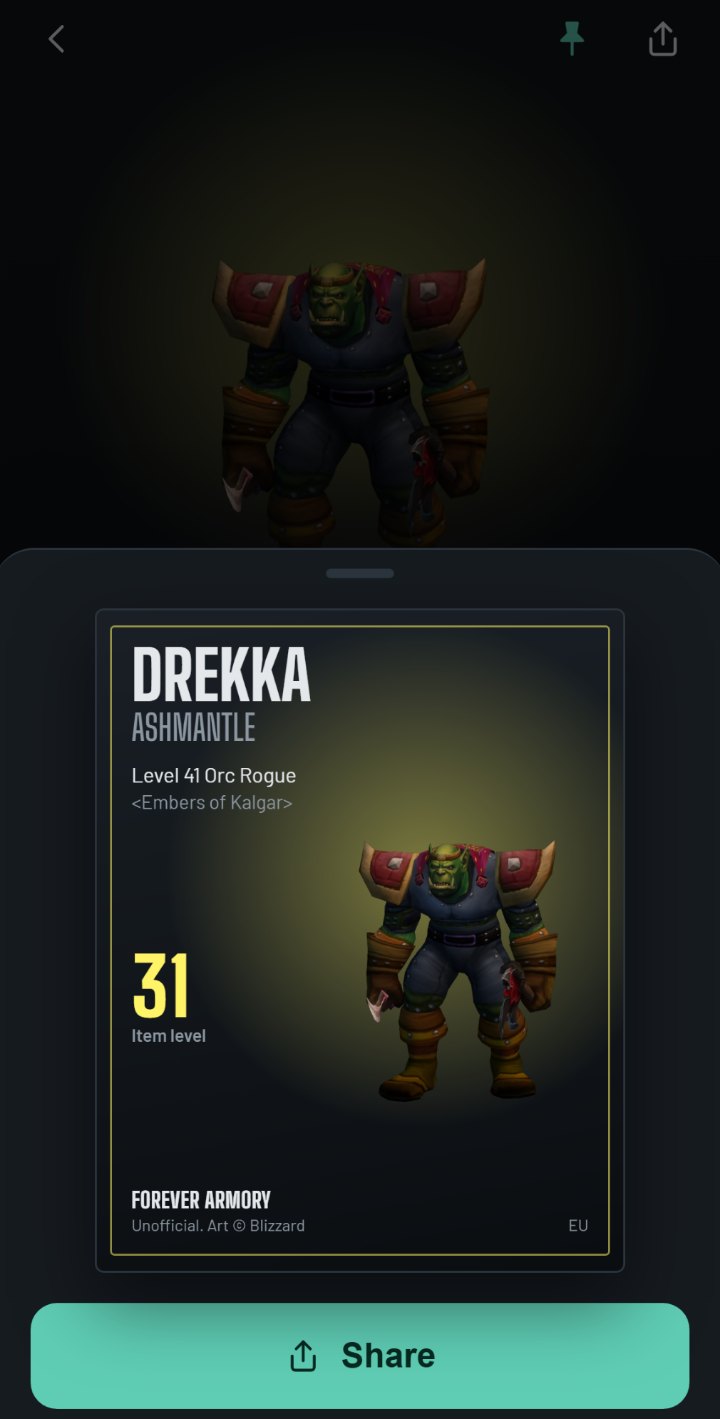 DREKKA
ASHMANTLE
Level 41 Orc Rogue
<Embers of Kalgar>
31
Item level
FOREVER ARMORY
Unofficial. Art © Blizzard
EU
Share